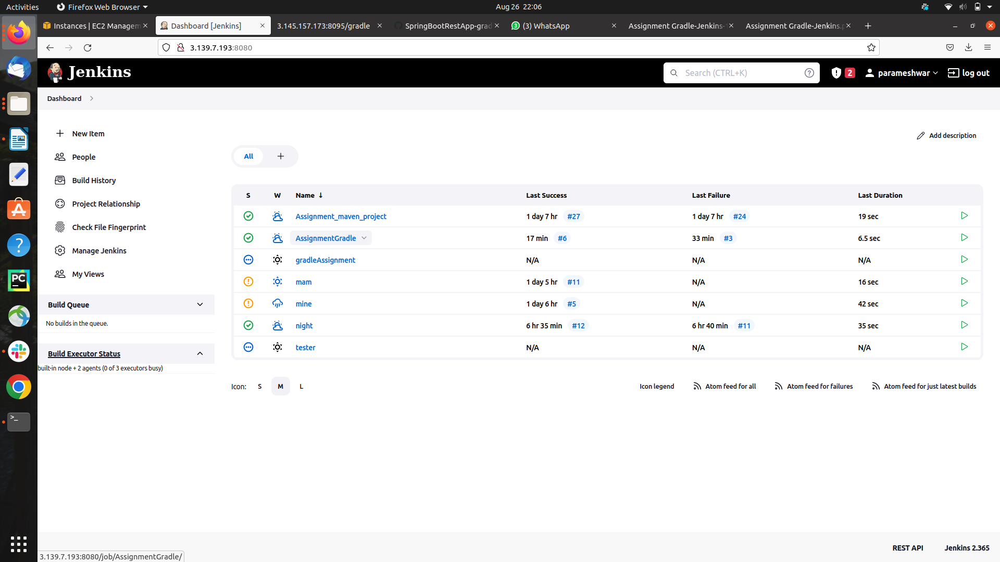 Activities
Firefox Web Browser
Aug 26 22:06
Instances | EC2 Managem
Dashboard [Jenkins]
3.145.157.173:8095/gradle
SpringBootRestApp-grad
(3) WhatsApp
Assignment Gradle-Jenkins-1
Assignment Gradle-Jenkins.p
3.139.7.193:8080
Jenkins
Search (CTRL+K)
2
parameshwar
log out
Dashboard
New Item
People
Build History
Project Relationship
Check File Fingerprint
Manage Jenkins
My Views
Build Queue
No builds in the queue.
Build Executor Status
built-in node + 2 agents (0 of 3 executors busy)
Add description
All +
S W Name ↓ Last Success Last Failure Last Duration
Assignment_maven_project 1 day 7 hr #27 1 day 7 hr #24 19 sec
AssignmentGradle 17 min #6 33 min #3 6.5 sec
gradleAssignment N/A N/A N/A
mam 1 day 5 hr #11 N/A 16 sec
mine 1 day 6 hr #5 N/A 42 sec
night 6 hr 35 min #12 6 hr 40 min #11 35 sec
tester N/A N/A N/A
Icon: S M L
Icon legend
Atom feed for all
Atom feed for failures
Atom feed for just latest builds
REST API
Jenkins 2.365
3.139.7.193:8080/job/AssignmentGradle/